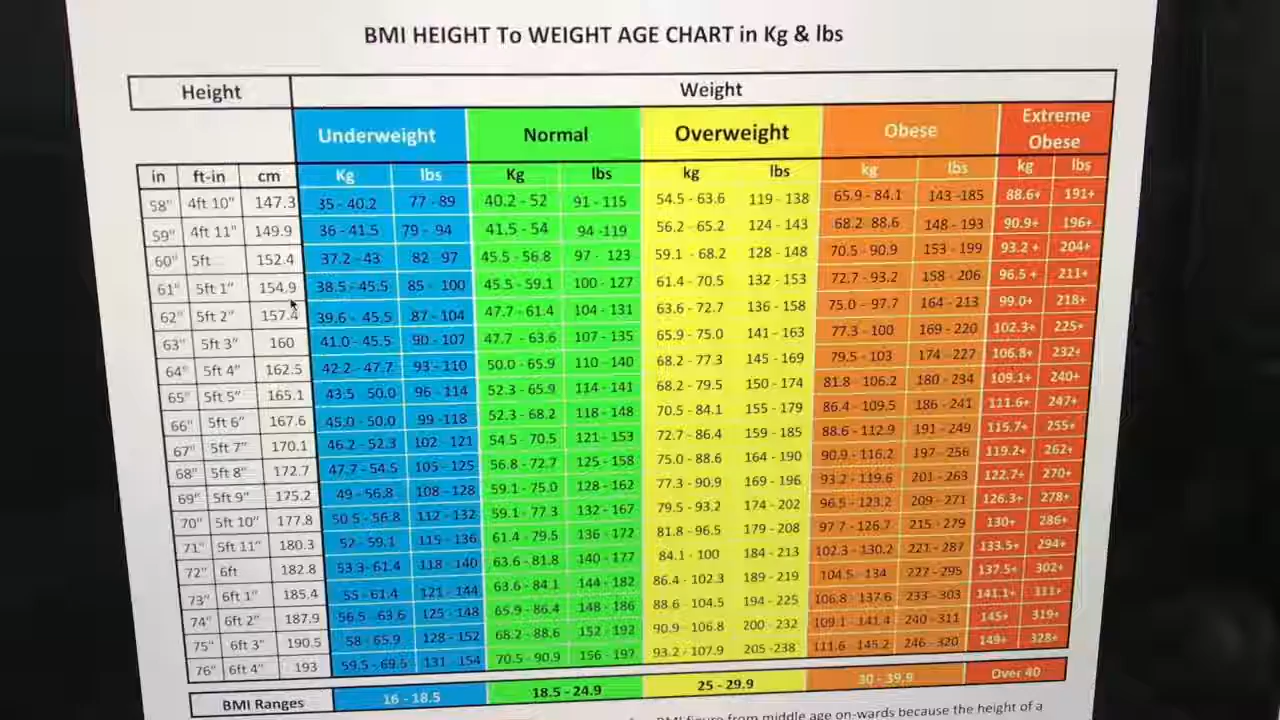 BMI HEIGHT To WEIGHT AGE CHART in Kg & lbs
Height Weight
Underweight Normal Overweight Obese Extreme Obese
in ft-in cm Kg lbs Kg lbs kg lbs kg lbs kg lbs
58" 4ft 10" 147.3 35 - 40.2 77 - 89 40.2 - 52 91 - 115 54.5 - 63.6 119 - 138 65.9 - 84.1 143 -185 88.6+ 191+
59" 4ft 11" 149.9 36 - 41.5 79 - 94 41.5 - 54 94 -119 56.2 - 65.2 124 - 143 68.2 88.6 148 - 193 90.9+ 196+
60" 5ft 152.4 37.2 - 43 82 - 97 45.5 - 56.8 97 - 123 59.1 - 68.2 128 - 148 70.5 - 90.9 153 - 199 93.2 + 204+
61" 5ft 1" 154.9 38.5 - 45.5 85 - 100 45.5 - 59.1 100 - 127 61.4 - 70.5 132 - 153 72.7 - 93.2 158 - 206 96.5 + 211+
62" 5ft 2" 157.4 39.6 - 45.5 87 - 104 47.7 - 61.4 104 - 131 63.6 - 72.7 136 - 158 75.0 - 97.7 164 - 213 99.0+ 218+
63" 5ft 3" 160 41.0 - 45.5 90 - 107 47.7 - 63.6 107 - 135 65.9 - 75.0 141 - 163 77.3 - 100 169 - 220 102.3+ 225+
64" 5ft 4" 162.5 42.2 - 47.7 93 - 110 50.0 - 65.9 110 - 140 68.2 - 77.3 145 - 169 79.5 - 103 174 - 227 106.8+ 232+
65" 5ft 5" 165.1 43.5 50.0 96 - 114 52.3 - 65.9 114 - 141 68.2 - 79.5 150 - 174 81.8 - 106.2 180 - 234 109.1+ 240+
66" 5ft 6" 167.6 45.0 - 50.0 99 -118 52.3 - 68.2 118 - 148 70.5 - 84.1 155 - 179 86.4 - 109.5 186 - 241 111.6+ 247+
67" 5ft 7" 170.1 46.2 - 52.3 102 - 121 54.5 - 70.5 121 - 153 72.7 - 86.4 159 - 185 88.6 - 112.9 191 - 249 115.7+ 255+
68" 5ft 8" 172.7 47.7 - 54.5 105 - 125 56.8 - 72.7 125 - 158 75.0 - 88.6 164 - 190 90.9 - 116.2 197 - 256 119.2+ 262+
69" 5ft 9" 175.2 49 - 56.8 108 - 128 59.1 - 75.0 128 - 162 77.3 - 90.9 169 - 196 93.2 - 119.6 201 - 263 122.7+ 270+
70" 5ft 10" 177.8 50.5 - 56.8 112 - 132 59.1 - 77.3 132 - 167 79.5 - 93.2 174 - 202 96.5 - 123.2 209 - 271 126.3+ 278+
71" 5ft 11" 180.3 52 - 59.1 115 - 136 61.4 - 79.5 136 - 172 81.8 - 96.5 179 - 208 97.7 - 126.7 215 - 279 130+ 286+
72" 6ft 182.8 53.3 - 61.4 118 - 140 63.6 - 81.8 140 - 177 84.1 - 100 184 - 213 102.3 - 130.2 221 - 287 133.5+ 294+
73" 6ft 1" 185.4 55 - 61.4 121 - 144 63.6 - 84.1 144 - 182 86.4 - 102.3 189 - 219 104.5 - 134 227 - 295 137.5+ 302+
74" 6ft 2" 187.9 56.5 - 63.6 125 - 148 65.9 - 86.4 148 - 186 88.6 - 104.5 194 - 225 106.8 - 137.6 233 - 303 141.1+ 311+
75" 6ft 3" 190.5 58 - 65.9 128 - 152 68.2 - 88.6 152 - 192 90.9 - 106.8 200 - 232 109.1 - 141.4 240 - 311 145+ 319+
76" 6ft 4" 193 59.5 - 69.5 131 - 154 70.5 - 90.9 156 - 197 93.2 - 107.9 205 - 238 111.6 - 145.2 246 - 320 149+ 328+
BMI Ranges 16 - 18.5 18.5 - 24.9 25 - 29.9 30 - 39.9 Over 40
BMI figure from middle age on-wards because the height of a